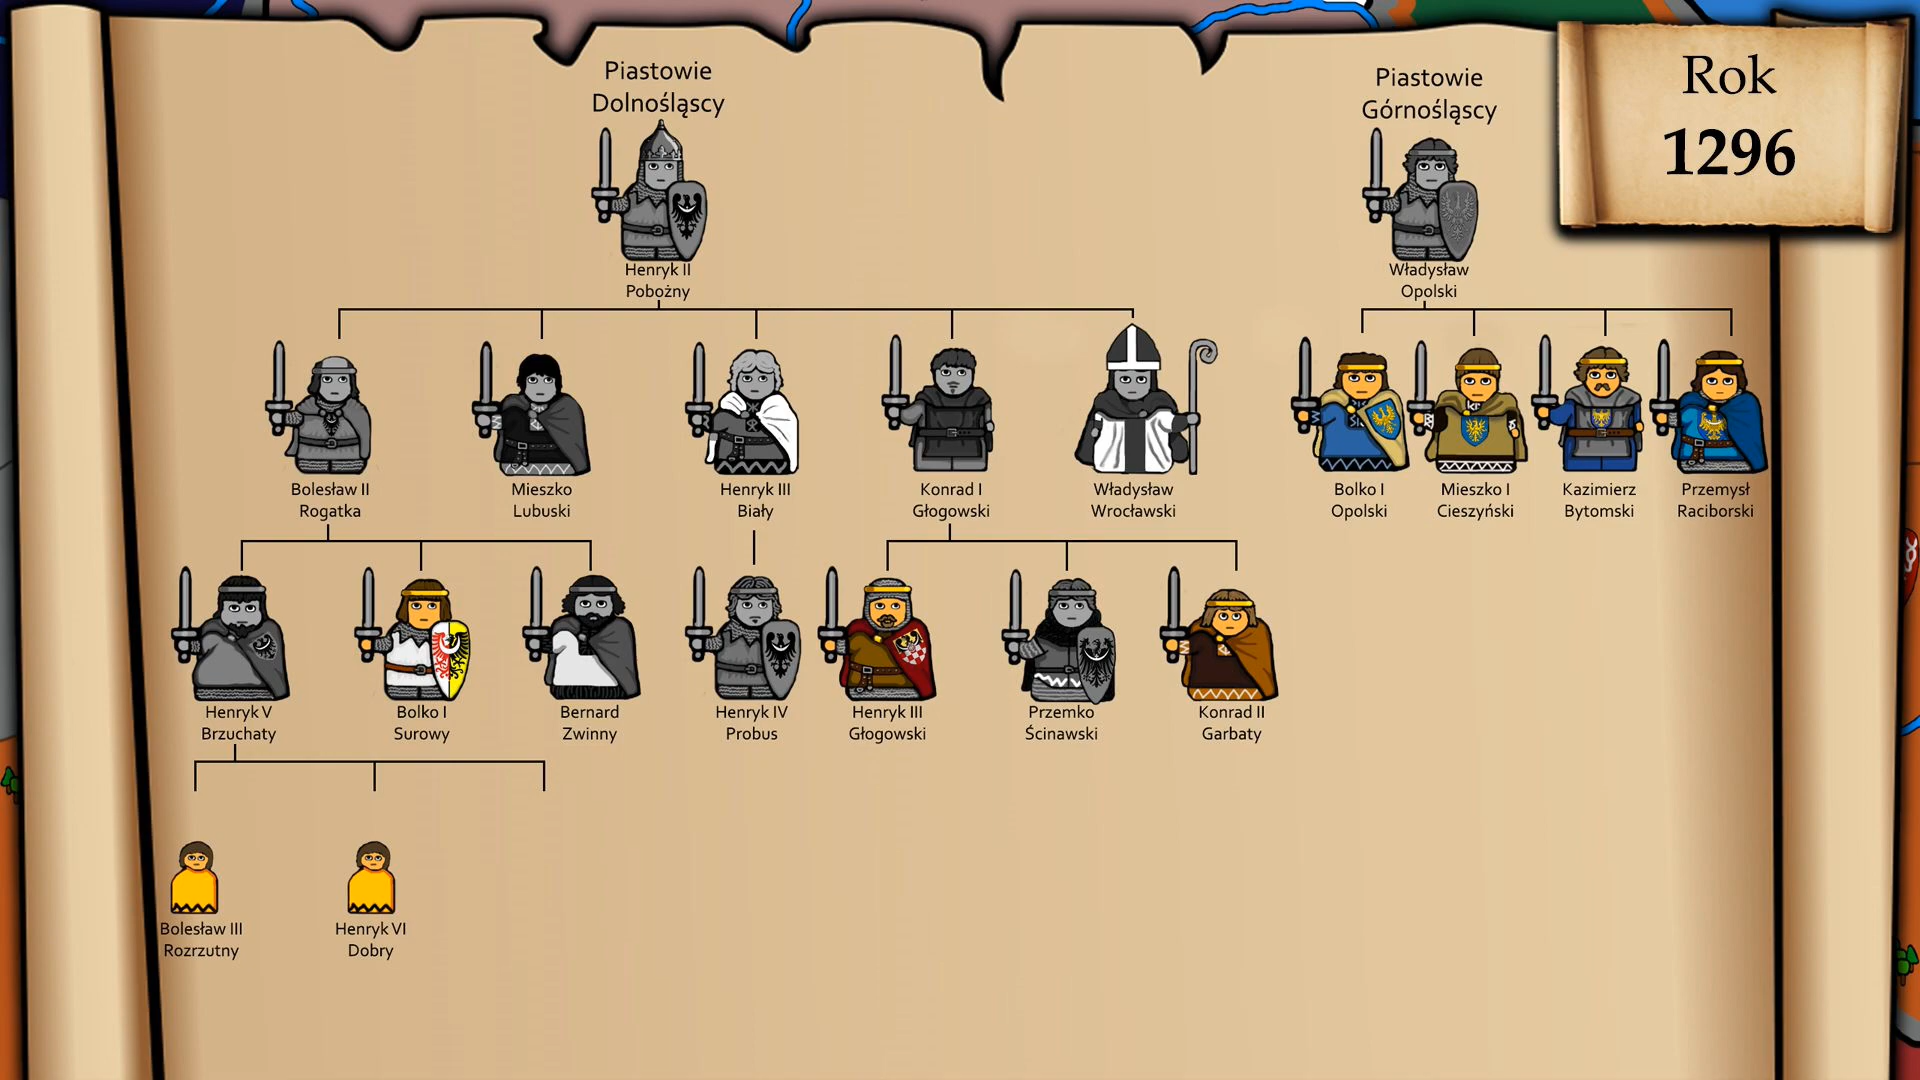 Piastowie
Dolnośląscy
Piastowie
Górnośląscy
Rok
1296
Henryk II
Pobożny
Władysław
Opolski
Bolesław II
Rogatka
Mieszko
Lubuski
Henryk III
Biały
Konrad I
Głogowski
Władysław
Wrocławski
Bolko I
Opolski
Mieszko I
Cieszyński
Kazimierz
Bytomski
Przemysł
Raciborski
Henryk V
Brzuchaty
Bolko I
Surowy
Bernard
Zwinny
Henryk IV
Probus
Henryk III
Głogowski
Przemko
Ścinawski
Konrad II
Garbaty
Bolesław III
Rozrzutny
Henryk VI
Dobry